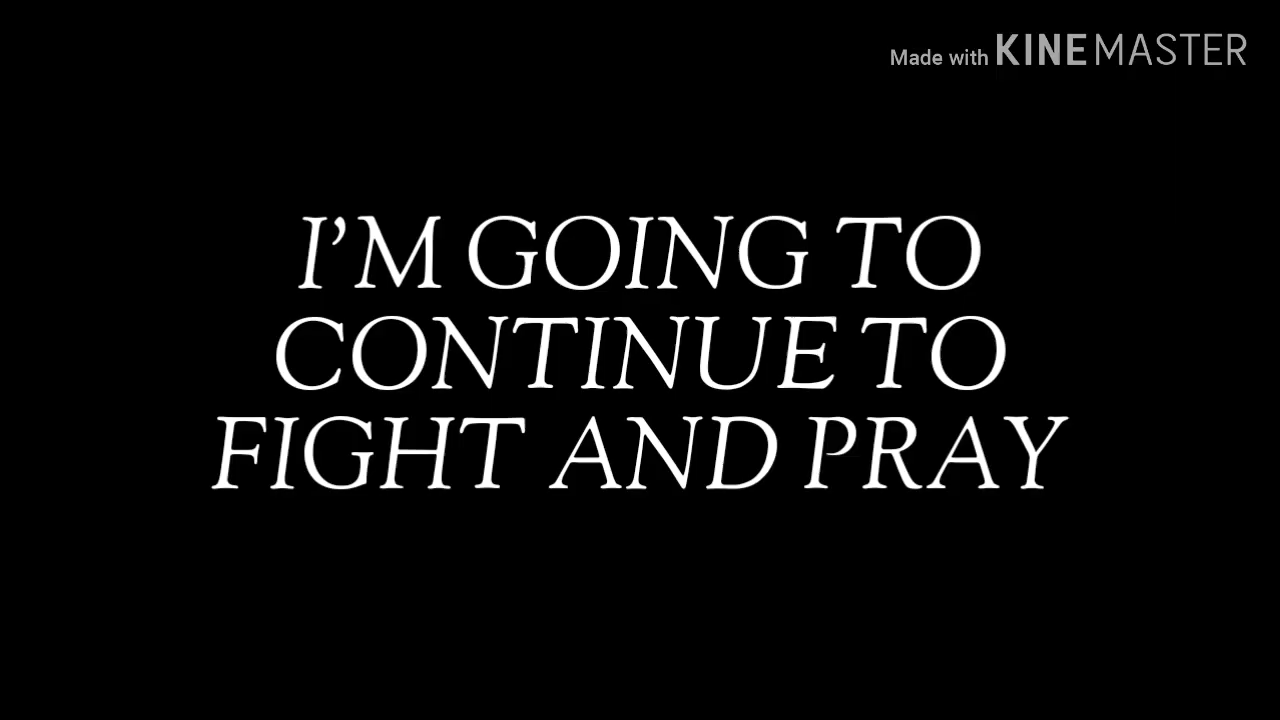 Made with KINEMASTER
I’M GOING TO
CONTINUE TO
FIGHT AND PRAY